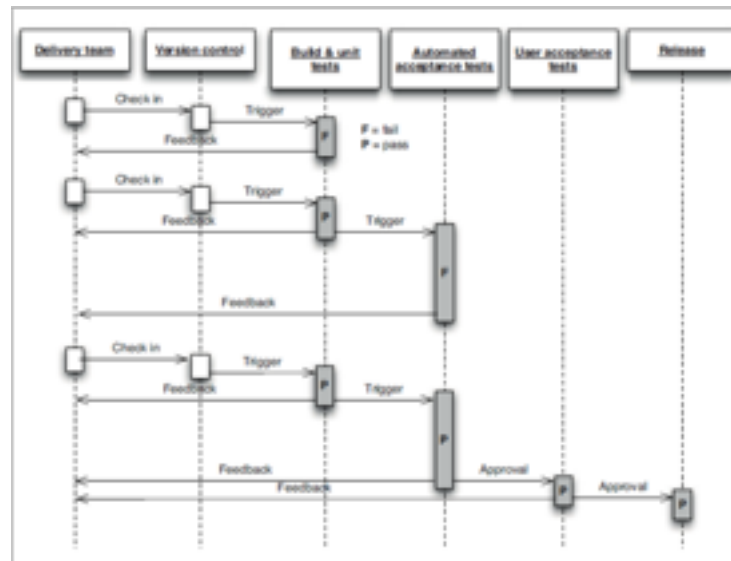 Delivery team
Version control
Build & unit
tests
Automated
acceptance tests
User acceptance
tests
Release
Check in
Trigger
F
F = fail
P = pass
Feedback
Check in
Trigger
P
Feedback
Trigger
F
Feedback
Check in
Trigger
P
Feedback
Trigger
P
Feedback
Approval
Feedback
P
Approval
P